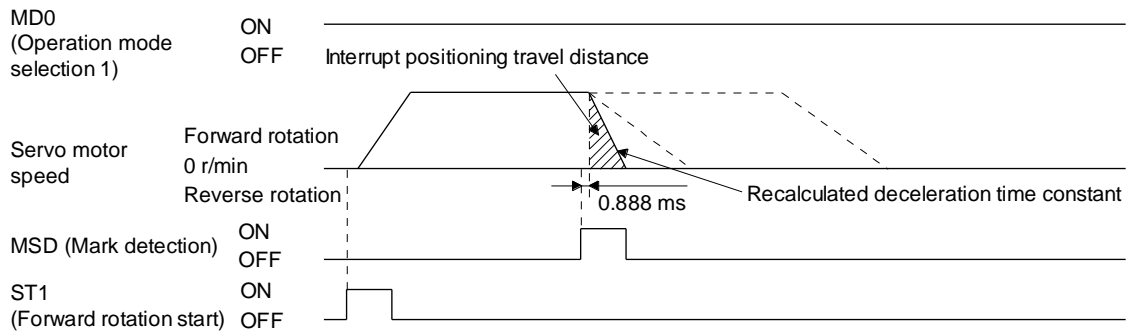 MD0
(Operation mode
selection 1)
ON
OFF
Interrupt positioning travel distance
Servo motor
speed
Forward rotation
0 r/min
Reverse rotation
0.888 ms
Recalculated deceleration time constant
MSD (Mark detection)
ON
OFF
ST1
(Forward rotation start)
ON
OFF